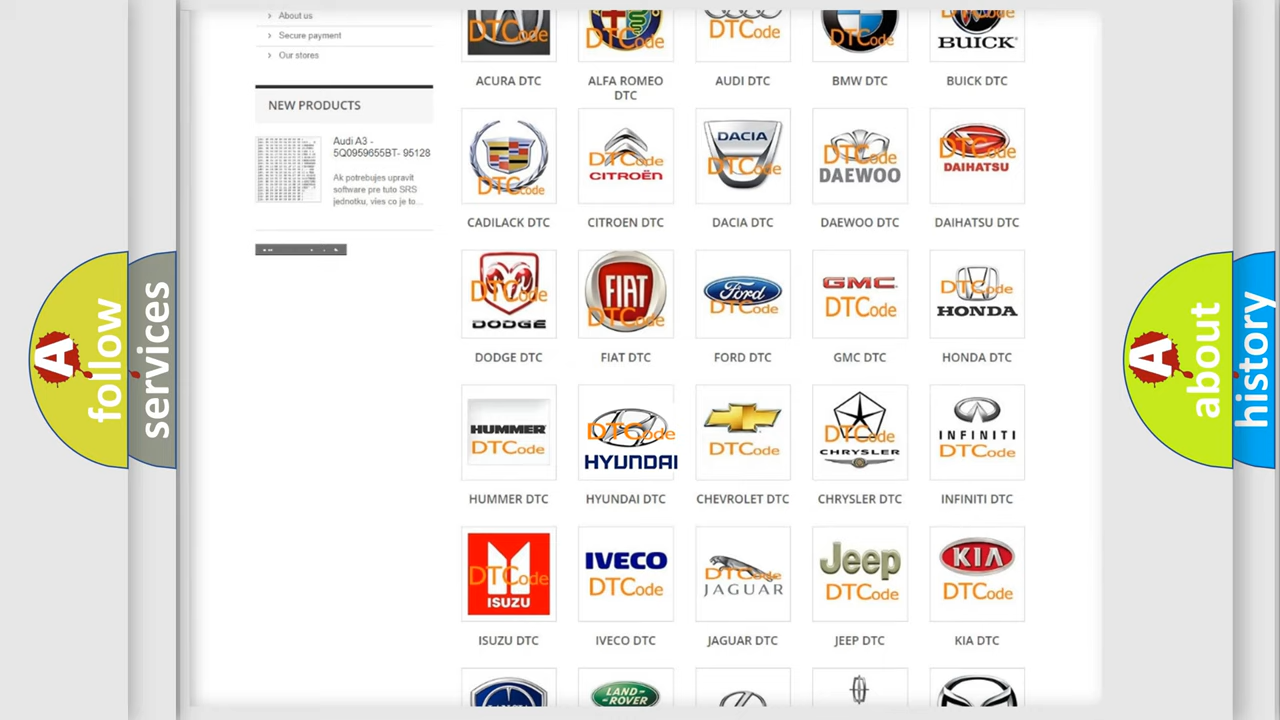 About us
Secure payment
Our stores
NEW PRODUCTS
Audi A3 -
5Q0959655BT- 95128
Ak potrebujes upravit
software pre tuto SRS
jednotku, vies co je to...
DTCode
DTCode
DTCode
DTCode
BUICK
ACURA DTC
ALFA ROMEO
DTC
AUDI DTC
BMW DTC
BUICK DTC
DTCode
DTCode
CITROËN
DACIA
DTCode
DTCode
DAEWOO
DTCode
DAIHATSU
CADILACK DTC
CITROEN DTC
DACIA DTC
DAEWOO DTC
DAIHATSU DTC
DTCode
DODGE
FIAT
DTCode
Ford
DTCode
GMC
DTCode
DTCode
HONDA
DODGE DTC
FIAT DTC
FORD DTC
GMC DTC
HONDA DTC
HUMMER
DTCode
DTCode
HYUNDAI
DTCode
DTCode
CHRYSLER
INFINITI
DTCode
HUMMER DTC
HYUNDAI DTC
CHEVROLET DTC
CHRYSLER DTC
INFINITI DTC
DTCode
ISUZU
IVECO
DTCode
DTCode
JAGUAR
Jeep
DTCode
KIA
DTCode
ISUZU DTC
IVECO DTC
JAGUAR DTC
JEEP DTC
KIA DTC
LAND-
ROVER
A
follow
services
A
about
history